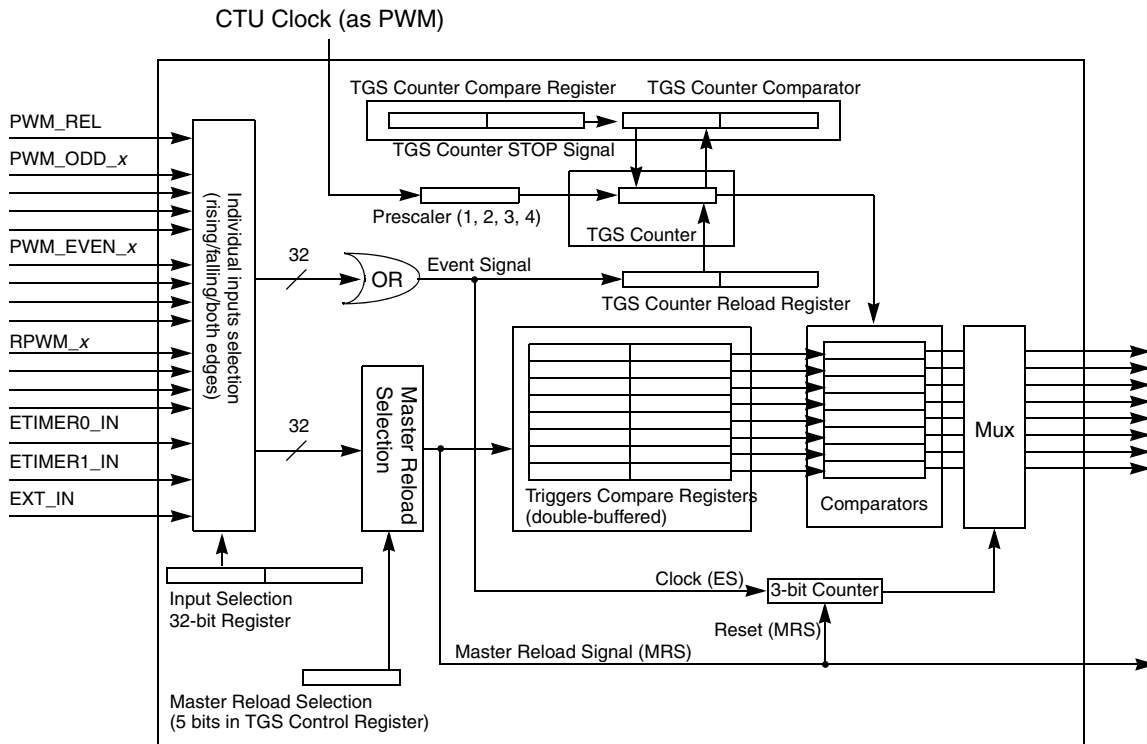 CTU Clock (as PWM)
TGS Counter Compare Register
TGS Counter Comparator
PWM_REL
TGS Counter STOP Signal
PWM_ODD_x
Prescaler (1, 2, 3, 4)
TGS Counter
Individual inputs selection
(rising/falling/both edges)
PWM_EVEN_x
32
OR
Event Signal
TGS Counter Reload Register
RPWM_x
Master Reload
Selection
ETIMER0_IN
32
Mux
ETIMER1_IN
EXT_IN
Triggers Compare Registers
(double-buffered)
Comparators
Clock (ES)
3-bit Counter
Input Selection
32-bit Register
Reset (MRS)
Master Reload Signal (MRS)
Master Reload Selection
(5 bits in TGS Control Register)